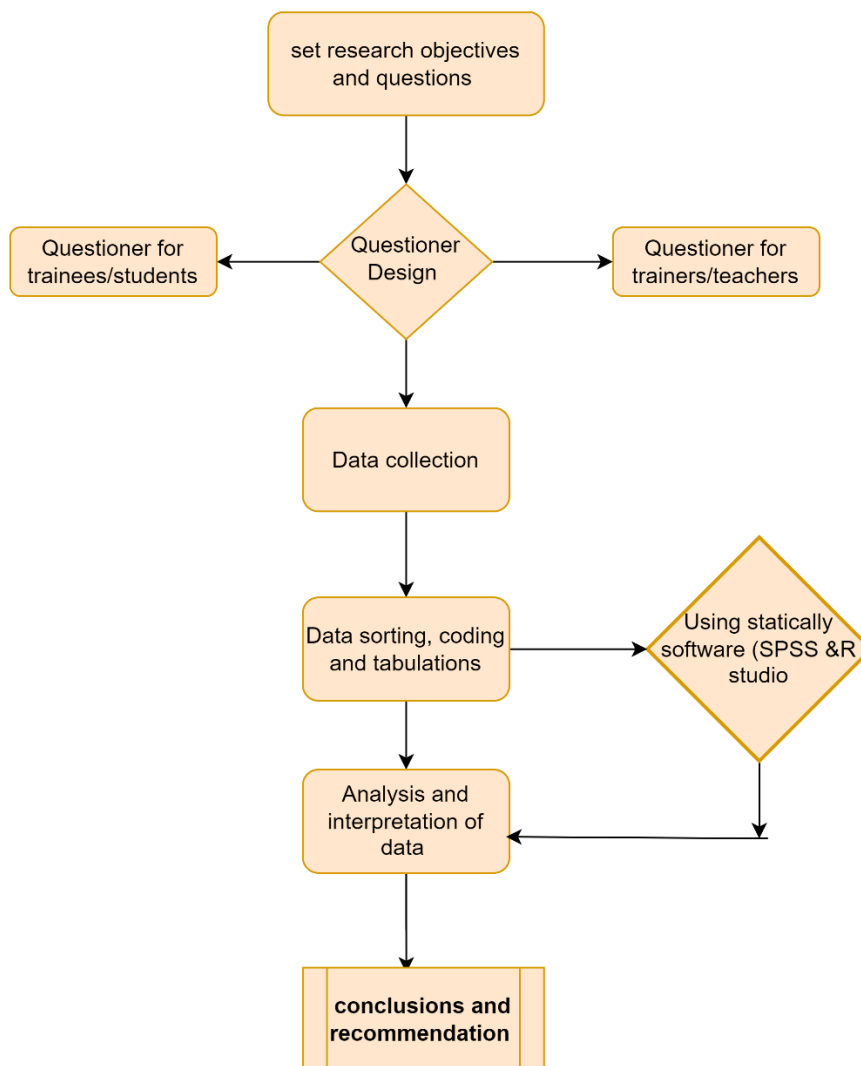 set research objectives
and questions
Questioner
Design
Questioner for
trainees/students
Questioner for
trainers/teachers
Data collection
Data sorting, coding
and tabulations
Using statically
software (SPSS &R
studio
Analysis and
interpretation of
data
conclusions and
recommendation